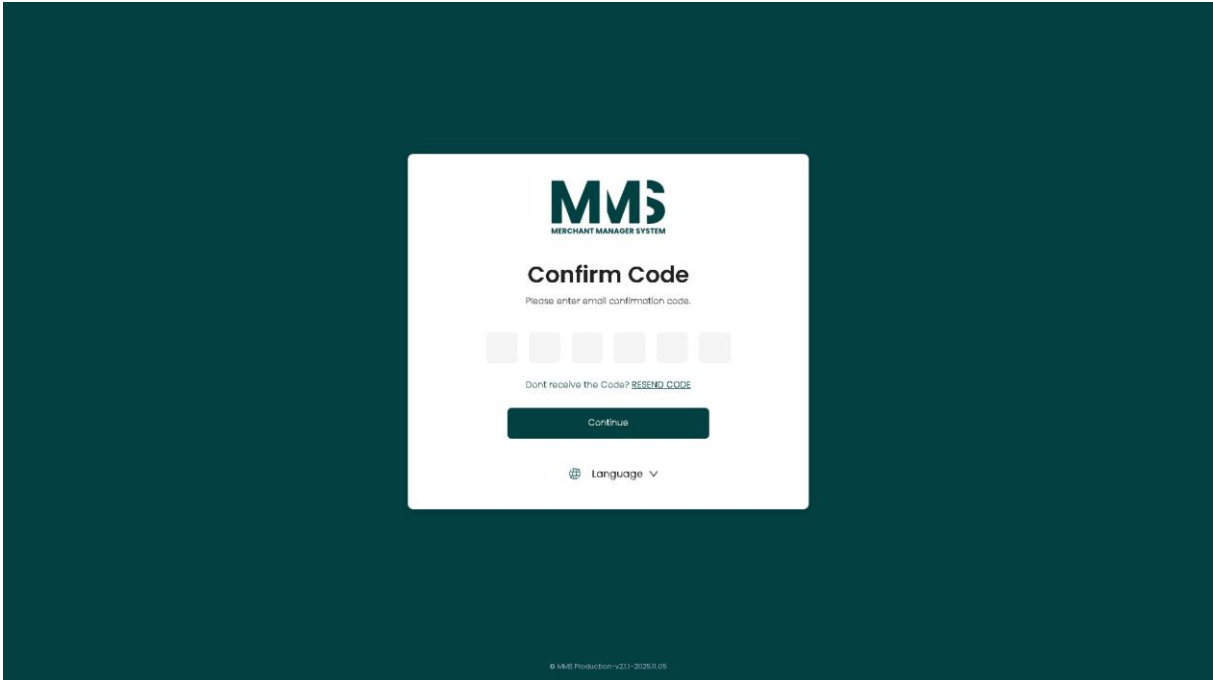 MMS
MERCHANT MANAGER SYSTEM
Confirm Code
Please enter email confirmation code.
Dont receive the Code? RESEND CODE
Continue
Language
© MMS Production-v2.1.1-2025.11.09